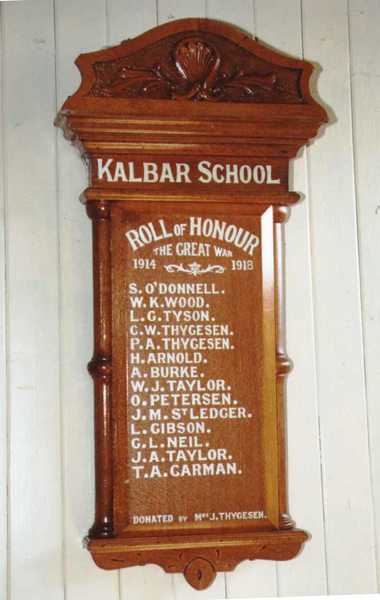 KALBAR SCHOOL
ROLL OF HONOUR
THE GREAT WAR
1914 1918
S. O'DONNELL.
W. K. WOOD.
L. G. TYSON.
C. W. THYGESEN.
P. A. THYGESEN.
H. ARNOLD.
A. BURKE.
W. J. TAYLOR.
O. PETERSEN.
J. M. ST LEDGER.
L. GIBSON.
G. L. NEIL.
J. A. TAYLOR.
T. A. CARMAN.
DONATED BY MRS J. THYGESEN.